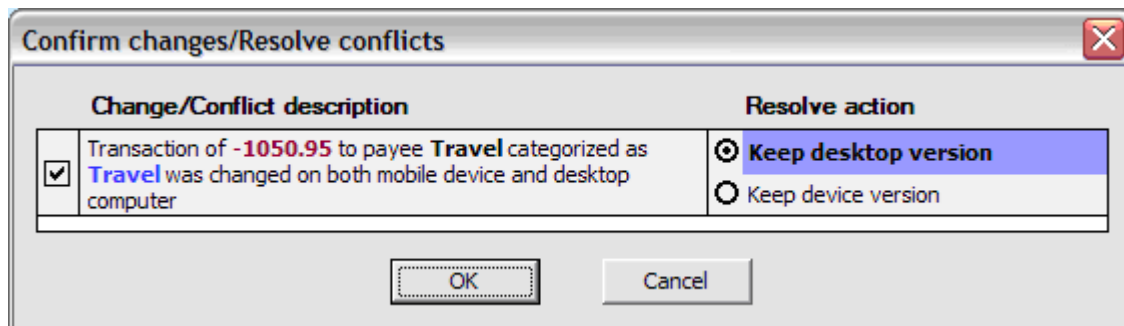 Confirm changes/Resolve conflicts
Change/Conflict description
Resolve action
Transaction of -1050.95 to payee Travel categorized as
Travel was changed on both mobile device and desktop
computer
Keep desktop version
Keep device version
OK
Cancel